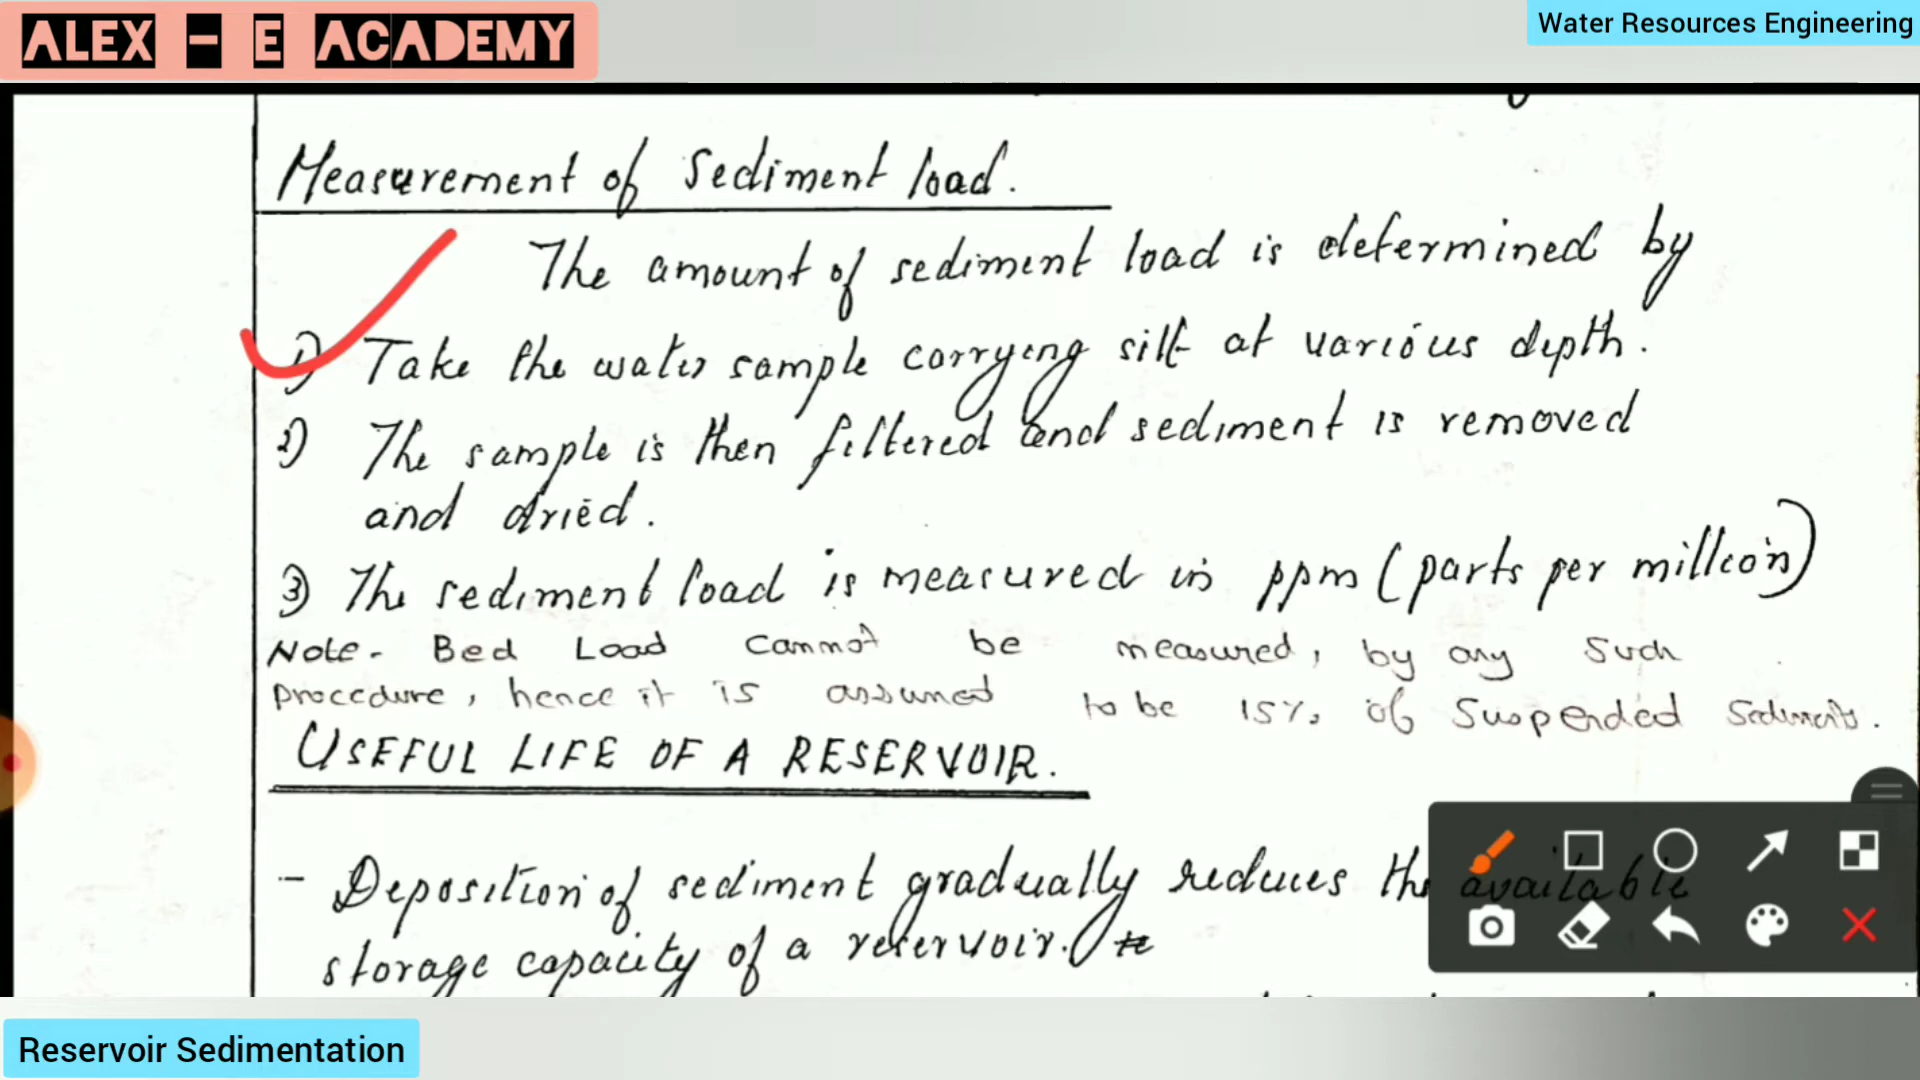 ALEX - E ACADEMY
Water Resources Engineering
Measurement of Sediment load.
The amount of sediment load is determined by
1) Take the water sample carrying silt at various depth.
2) The sample is then filtered and sediment is removed
and dried.
3) The sediment load is measured in ppm (parts per million)
Note - Bed Load cannot be measured, by any such
procedure, hence it is assumed to be 15% of suspended sediments.
USEFUL LIFE OF A RESERVOIR.
- Deposition of sediment gradually reduces the available
storage capacity of a reservoir.
Reservoir Sedimentation